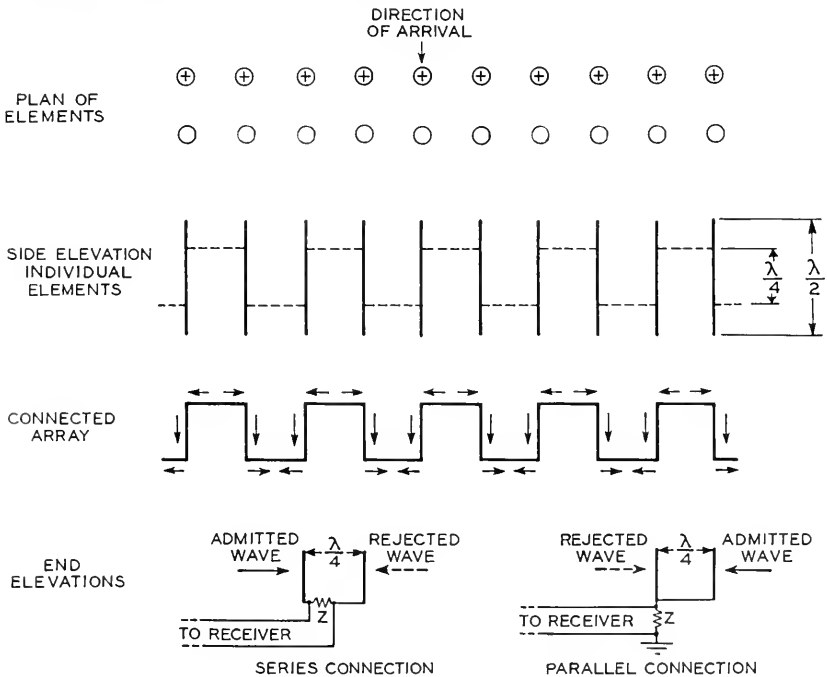 DIRECTION
OF ARRIVAL
PLAN OF
ELEMENTS
SIDE ELEVATION
INDIVIDUAL
ELEMENTS
λ/4
λ/2
CONNECTED
ARRAY
END
ELEVATIONS
ADMITTED
WAVE
λ/4
REJECTED
WAVE
Z
TO RECEIVER
SERIES CONNECTION
REJECTED
WAVE
λ/4
ADMITTED
WAVE
TO RECEIVER
Z
PARALLEL CONNECTION